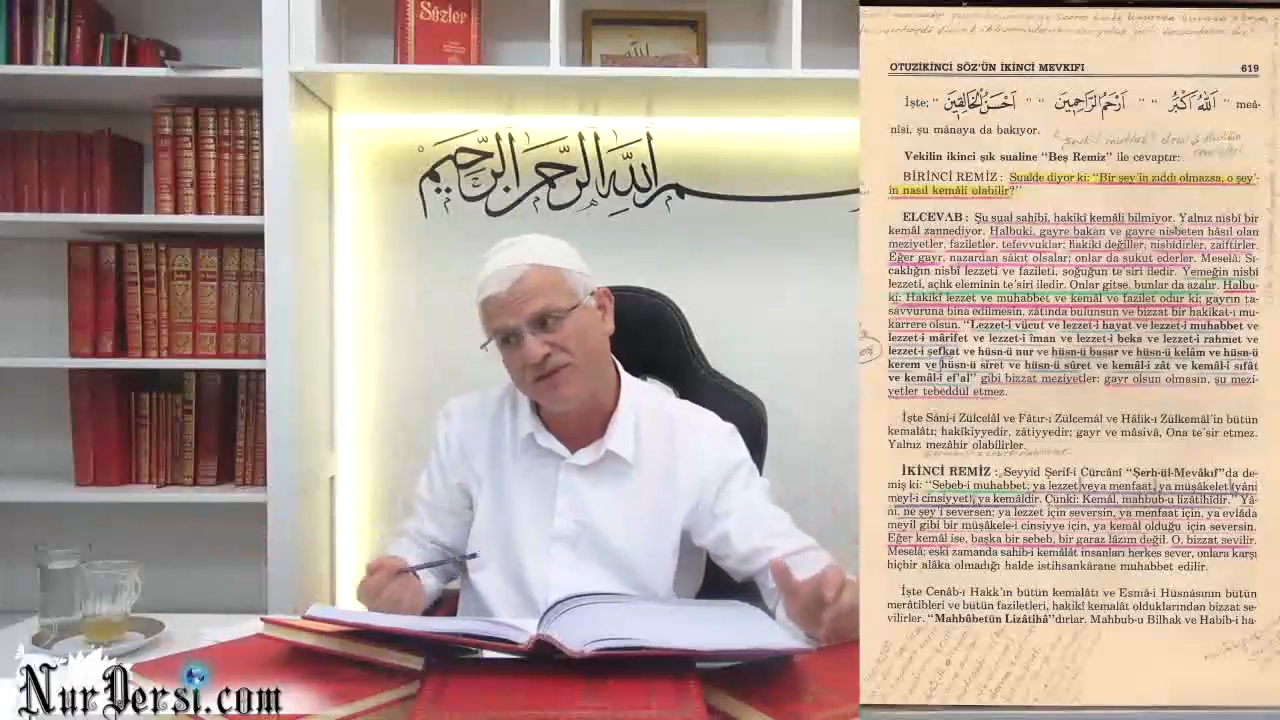 Sözler
الله
بسم الله الرحمن الرحيم
NurDersi.com
OTUZİKİNCİ SÖZ'ÜN İKİNCİ MEVKIFI 619
İşte; " اَللّٰهُ اَكْبَرُ " " اَرْحَمُ الرَّاحِمِينَ " " اَحْسَنُ الْخَالِقِينَ " meâ-
nîsi, şu mânaya da bakıyor.
Vekilin ikinci şık sualine "Beş Remiz" ile cevaptır:
BİRİNCİ REMİZ: Sualde diyor ki: "Bir şey'in zıddı olmazsa, o şey'-
in nasıl kemâli olabilir?"
ELCEVAB: Şu sual sahibi, hakikî kemâli bilmiyor. Yalnız nisbî bir
kemâl zannediyor. Halbuki, gayre bakan ve gayre nisbeten hâsıl olan
meziyetler, faziletler, tefevvuklar; hakikî değiller, nisbîdirler, zaiftirler.
Eğer gayr, nazardan sâkıt olsalar; onlar da sukut ederler. Meselâ: Sı-
caklığın nisbî lezzeti ve fazileti, soğuğun te'siri iledir. Yemeğin nisbî
lezzeti, açlık eleminin te'siri iledir. Onlar gitse, bunlar da azalır. Halbu-
ki: Hakikî lezzet ve muhabbet ve kemâl ve fazilet odur ki; gayrın ta-
savvuruna bina edilmesin, zâtında bulunsun ve bizzat bir hakikat-ı mu-
karrere olsun. "Lezzet-i vücut ve lezzet-i hayat ve lezzet-i muhabbet ve
lezzet-i mârifet ve lezzet-i îman ve lezzet-i beka ve lezzet-i rahmet ve
lezzet-i şefkat ve hüsn-ü nur ve hüsn-ü basar ve hüsn-ü kelâm ve hüsn-ü
kerem ve hüsn-ü sîret ve hüsn-ü sûret ve kemâl-i zât ve kemâl-i sıfât
ve kemâl-i ef'al" gibi bizzat meziyetler; gayr olsun olmasın, şu mezi-
yetler tebeddül etmez.
İşte Sâni-i Zülcelâl ve Fâtır-ı Zülcemâl ve Hâlik-ı Zülkemâl'in bütün
kemalâtı; hakikiyyedir, zâtiyyedir; gayr ve mâsivâ, Ona te'sir etmez.
Yalnız mezâhir olabilirler.
İKİNCİ REMİZ: Seyyid Şerif-i Cürcânî "Şerh-ül-Mevâkıf"da de-
miş ki: "Sebeb-i muhabbet; ya lezzet veya menfaat, ya müşakelet (yâni
meyl-i cinsiyyet), ya kemâldir. Çünki: Kemâl, mahbub-u lizâtihîdir." Yâ-
ni, ne şey'i seversen; ya lezzet için seversin, ya menfaat için, ya evlâda
meyil gibi bir müşâkele-i cinsiyye için, ya kemâl olduğu için seversin.
Eğer kemâl ise, başka bir sebeb, bir garaz lâzım değil. O, bizzat sevilir.
Meselâ; eski zamanda sahib-i kemâlât insanları herkes sever, onlara karşı
hiçbir alâka olmadığı halde istihsankârane muhabbet edilir.
İşte Cenâb-ı Hakk'ın bütün kemalâtı ve Esmâ-i Hüsnâsının bütün
merâtibleri ve bütün faziletleri, hakikî kemalât olduklarından bizzat se-
vilirler. "Mahbûbetün Lizâtihâ"dırlar. Mahbub-u Bilhak ve Habib-i ha-